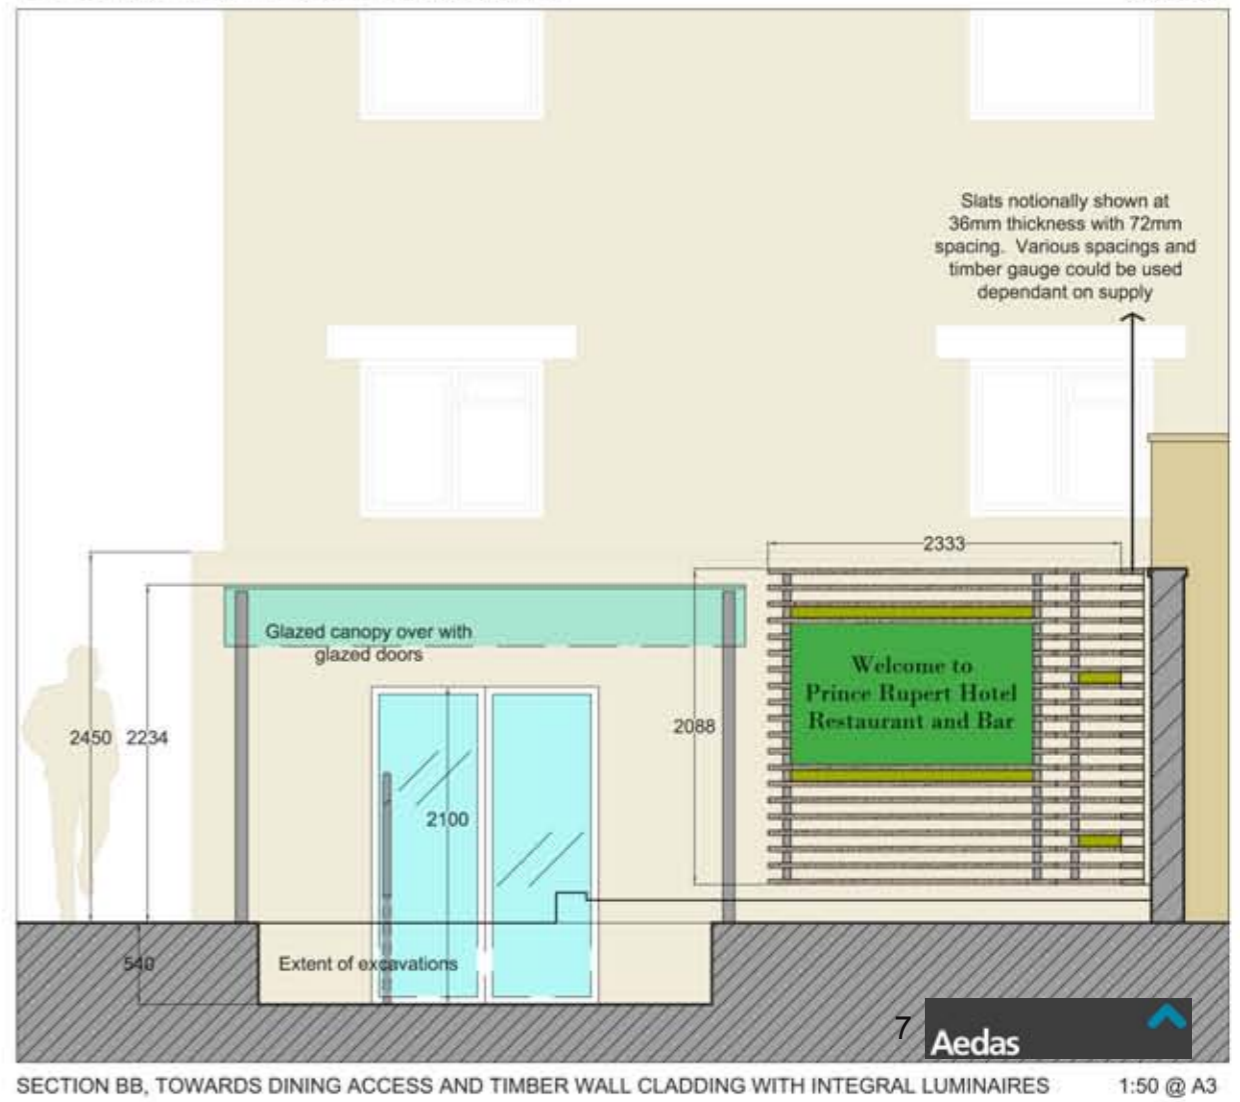 Slats notionally shown at
36mm thickness with 72mm
spacing. Various spacings and
timber gauge could be used
dependant on supply
2333
Glazed canopy over with
glazed doors
Welcome to
Prince Rupert Hotel
Restaurant and Bar
2450
2234
2088
2100
540
Extent of excavations
7
Aedas
SECTION BB, TOWARDS DINING ACCESS AND TIMBER WALL CLADDING WITH INTEGRAL LUMINAIRES
1:50 @ A3